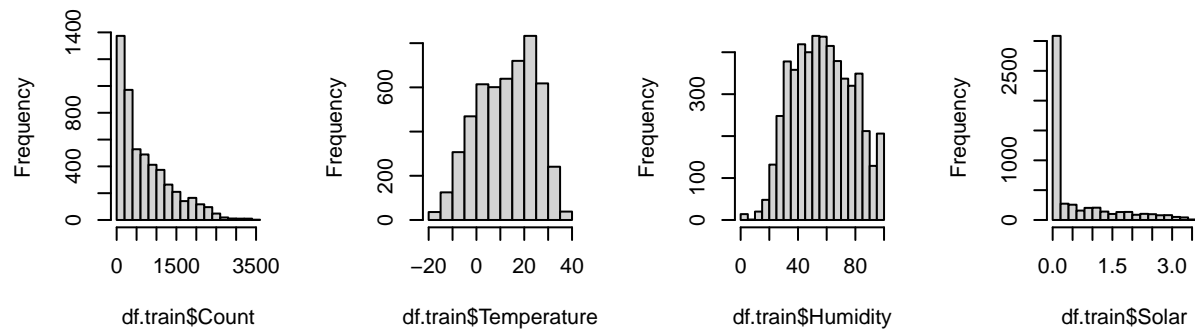 Frequency
0 400 800 1400
0 1500 3500
df.train$Count
Frequency
0 200 600
−20 0 20 40
df.train$Temperature
Frequency
0 100 300
0 40 80
df.train$Humidity
Frequency
0 1000 2500
0.0 1.5 3.0
df.train$Solar